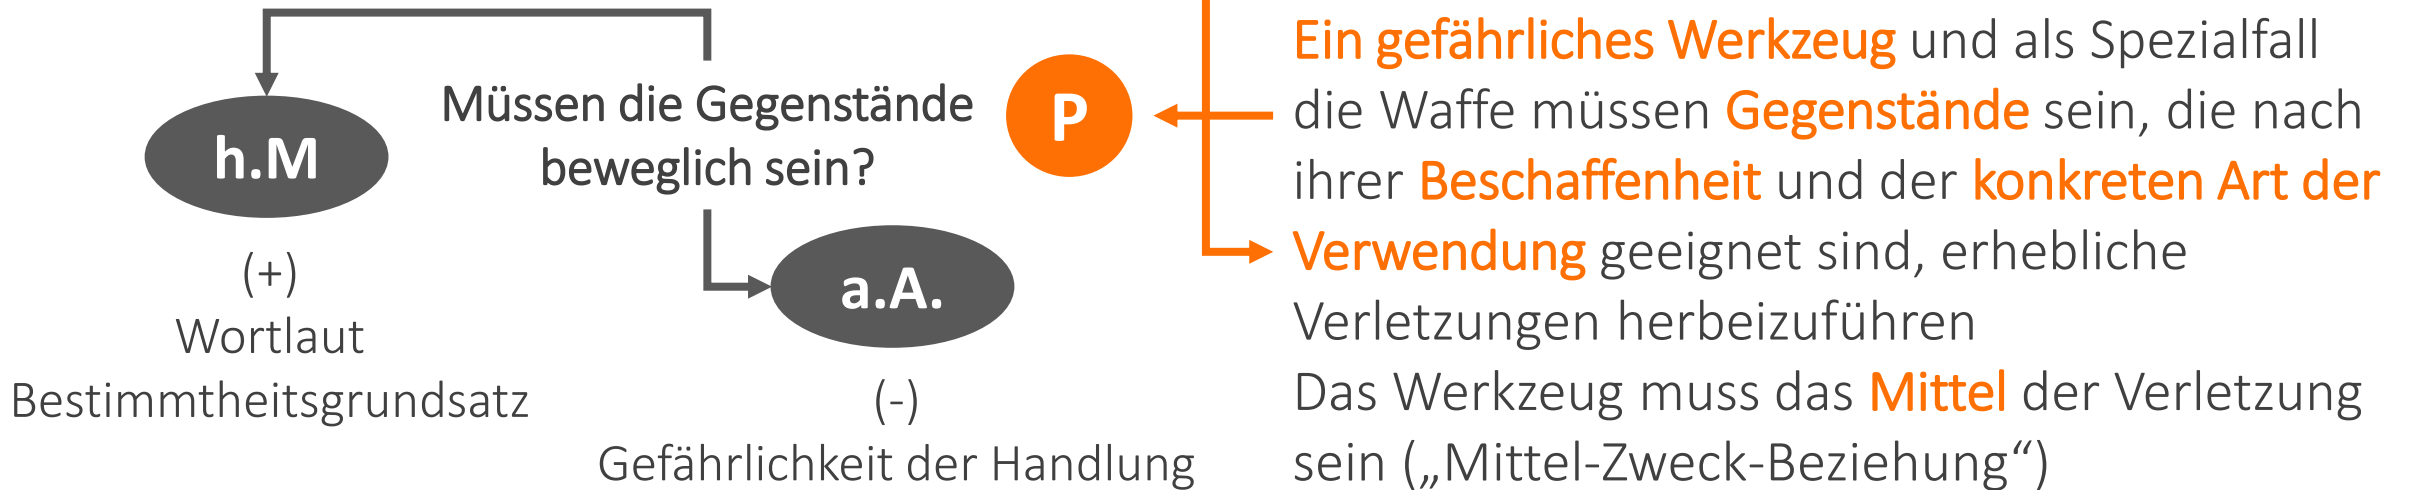 Müssen die Gegenstände
beweglich sein?
h.M
(+)
Wortlaut
Bestimmtheitsgrundsatz
a.A.
(-)
Gefährlichkeit der Handlung
P
Ein gefährliches Werkzeug und als Spezialfall
die Waffe müssen Gegenstände sein, die nach
ihrer Beschaffenheit und der konkreten Art der
Verwendung geeignet sind, erhebliche
Verletzungen herbeizuführen
Das Werkzeug muss das Mittel der Verletzung
sein („Mittel-Zweck-Beziehung“)